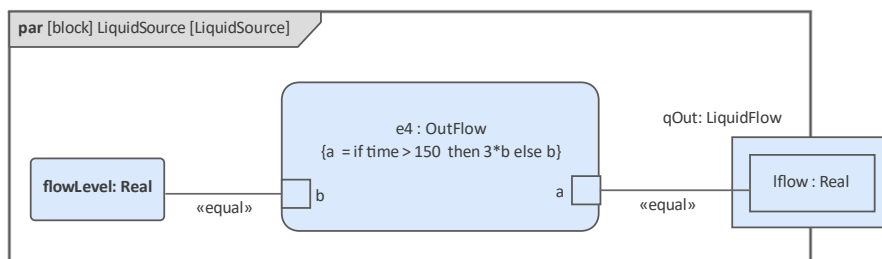 par [block] LiquidSource [LiquidSource]
e4 : OutFlow
{a = if time > 150 then 3*b else b}
qOut: LiquidFlow
flowLevel: Real
«equal»
b
a
«equal»
lflow : Real